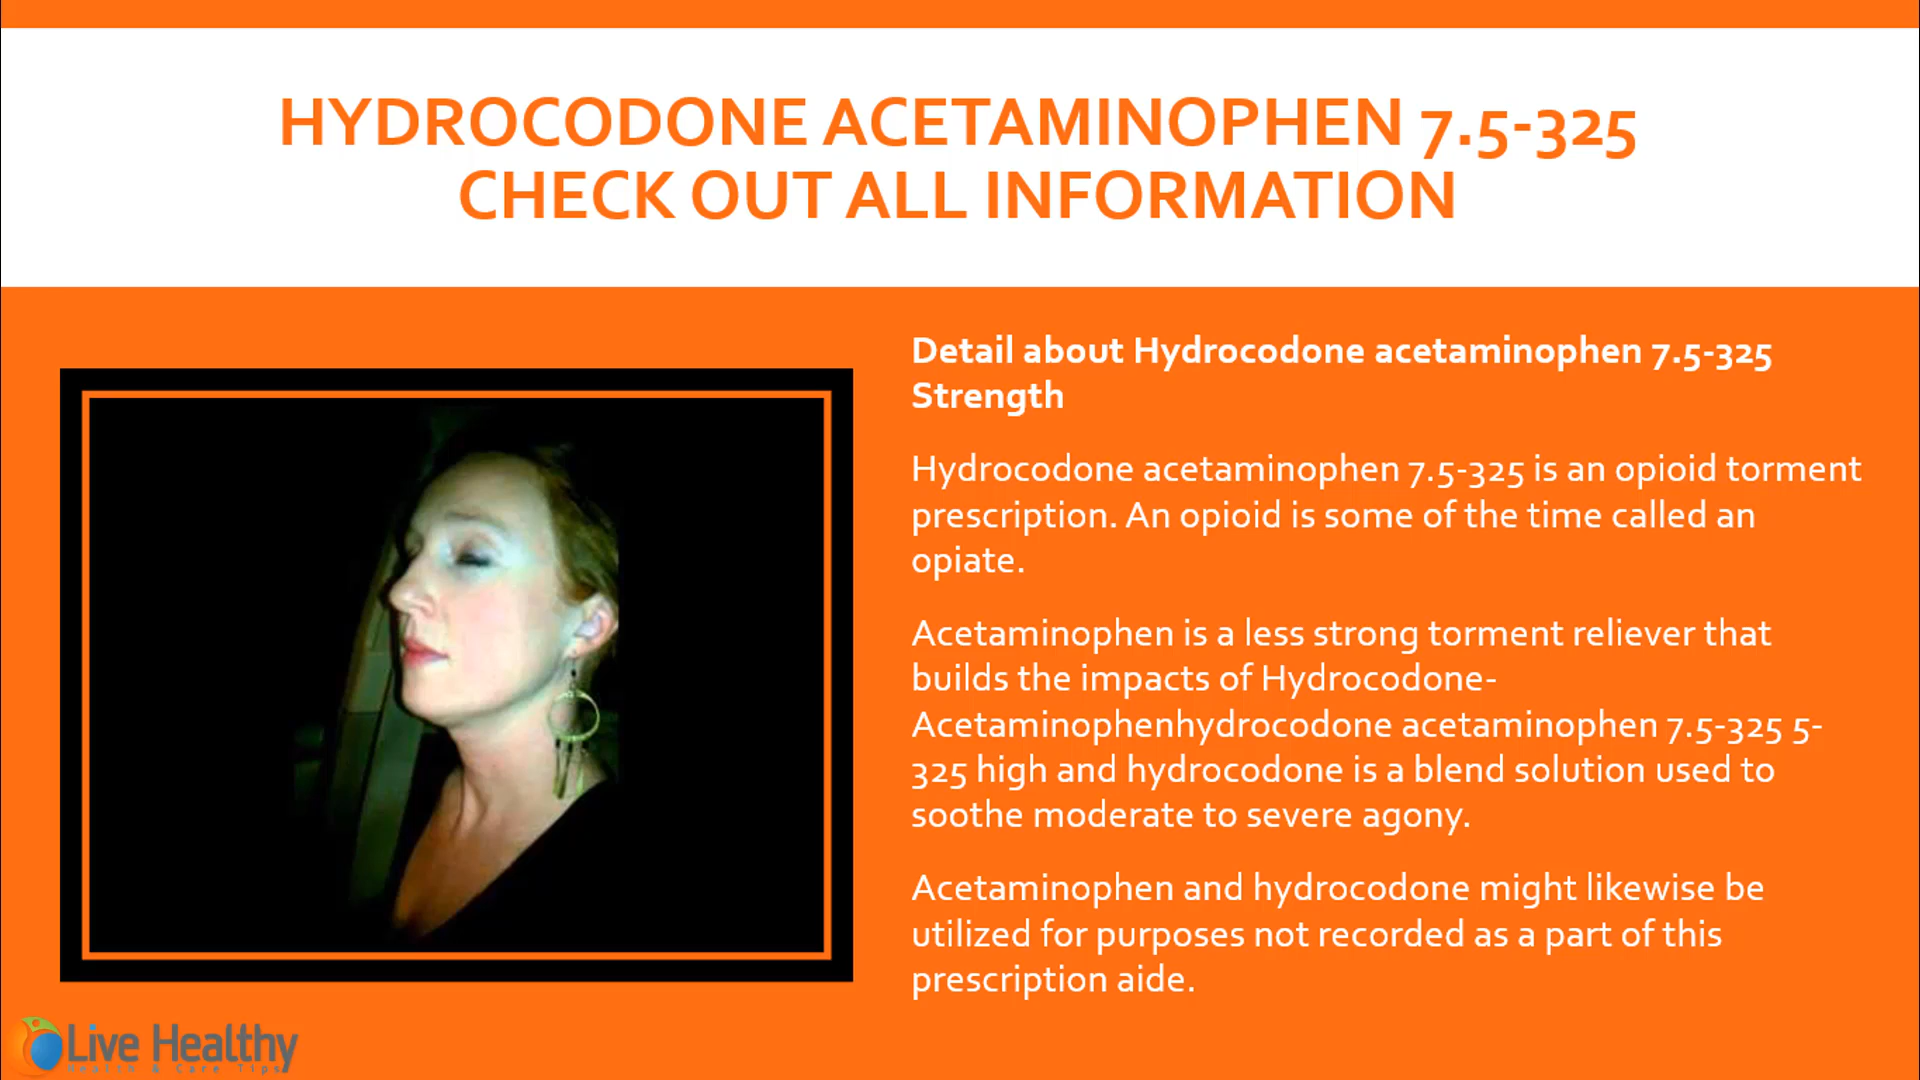 HYDROCODONE ACETAMINOPHEN 7.5-325
CHECK OUT ALL INFORMATION
Detail about Hydrocodone acetaminophen 7.5-325
Strength
Hydrocodone acetaminophen 7.5-325 is an opioid torment
prescription. An opioid is some of the time called an
opiate.
Acetaminophen is a less strong torment reliever that
builds the impacts of Hydrocodone-
Acetaminophenhydrocodone acetaminophen 7.5-325 5-
325 high and hydrocodone is a blend solution used to
soothe moderate to severe agony.
Acetaminophen and hydrocodone might likewise be
utilized for purposes not recorded as a part of this
prescription aide.
Live Healthy
Health & Care Tips